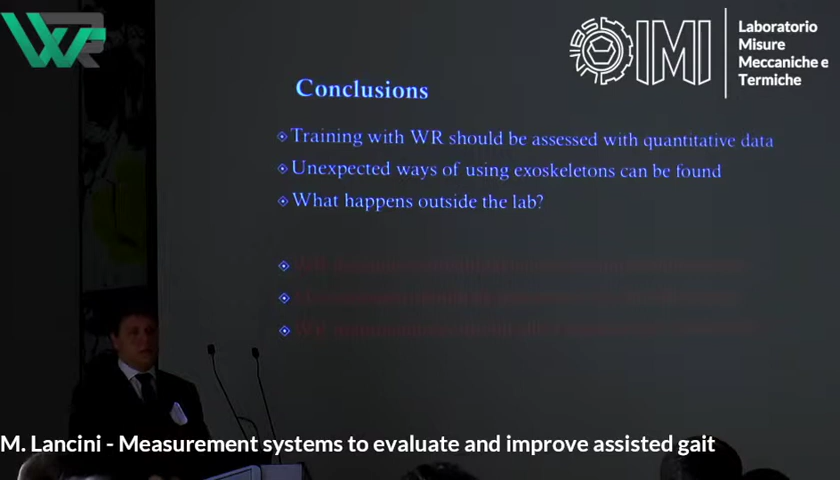 WR
MMTLAB
Laboratorio
Misure
Meccaniche e
Termiche
Conclusions
Training with WR should be assessed with quantitative data
Unexpected ways of using exoskeletons can be found
What happens outside the lab?
M. Lancini - Measurement systems to evaluate and improve assisted gait